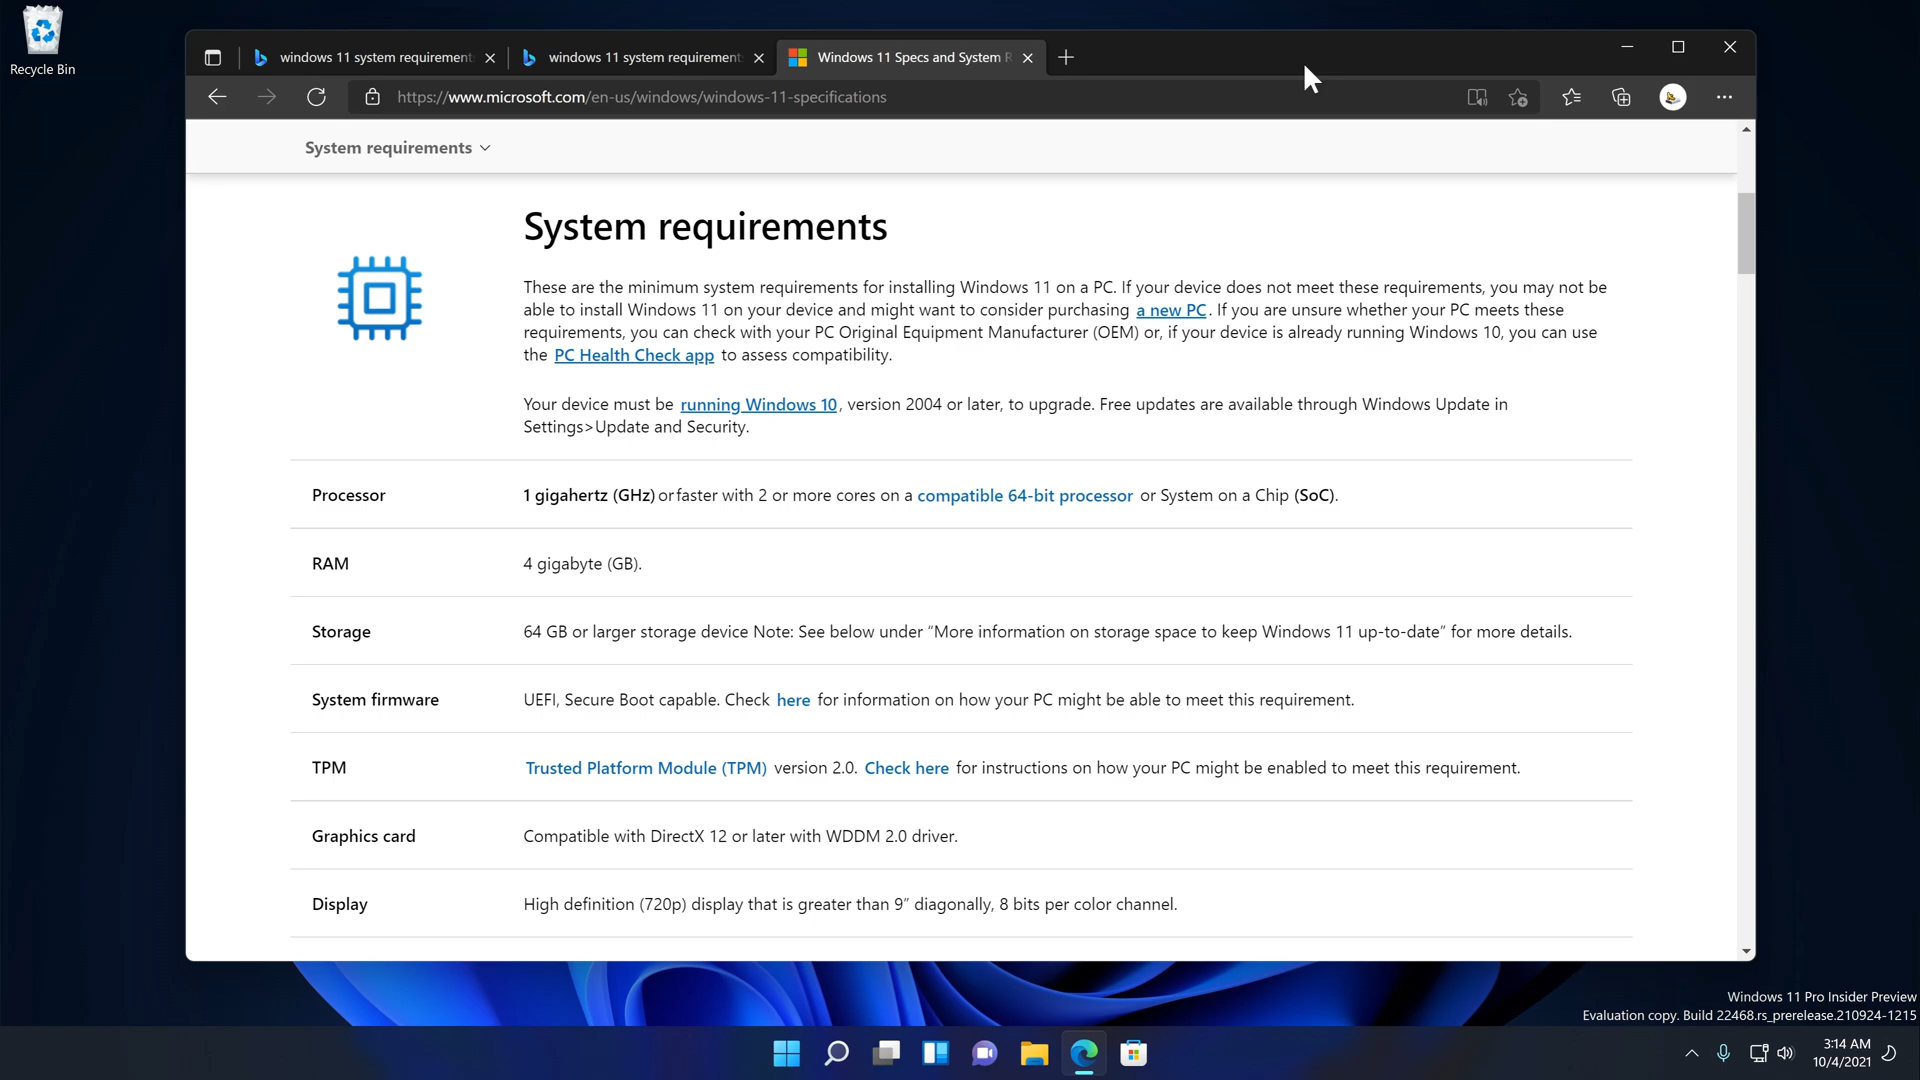 Recycle Bin
windows 11 system requirement
windows 11 system requirement
Windows 11 Specs and System R
https://www.microsoft.com/en-us/windows/windows-11-specifications
System requirements
System requirements
These are the minimum system requirements for installing Windows 11 on a PC. If your device does not meet these requirements, you may not be
able to install Windows 11 on your device and might want to consider purchasing a new PC. If you are unsure whether your PC meets these
requirements, you can check with your PC Original Equipment Manufacturer (OEM) or, if your device is already running Windows 10, you can use
the PC Health Check app to assess compatibility.
Your device must be running Windows 10, version 2004 or later, to upgrade. Free updates are available through Windows Update in
Settings>Update and Security.
Processor 1 gigahertz (GHz) or faster with 2 or more cores on a compatible 64-bit processor or System on a Chip (SoC).
RAM 4 gigabyte (GB).
Storage 64 GB or larger storage device Note: See below under “More information on storage space to keep Windows 11 up-to-date” for more details.
System firmware UEFI, Secure Boot capable. Check here for information on how your PC might be able to meet this requirement.
TPM Trusted Platform Module (TPM) version 2.0. Check here for instructions on how your PC might be enabled to meet this requirement.
Graphics card Compatible with DirectX 12 or later with WDDM 2.0 driver.
Display High definition (720p) display that is greater than 9” diagonally, 8 bits per color channel.
Windows 11 Pro Insider Preview
Evaluation copy. Build 22468.rs_prerelease.210924-1215
3:14 AM
10/4/2021